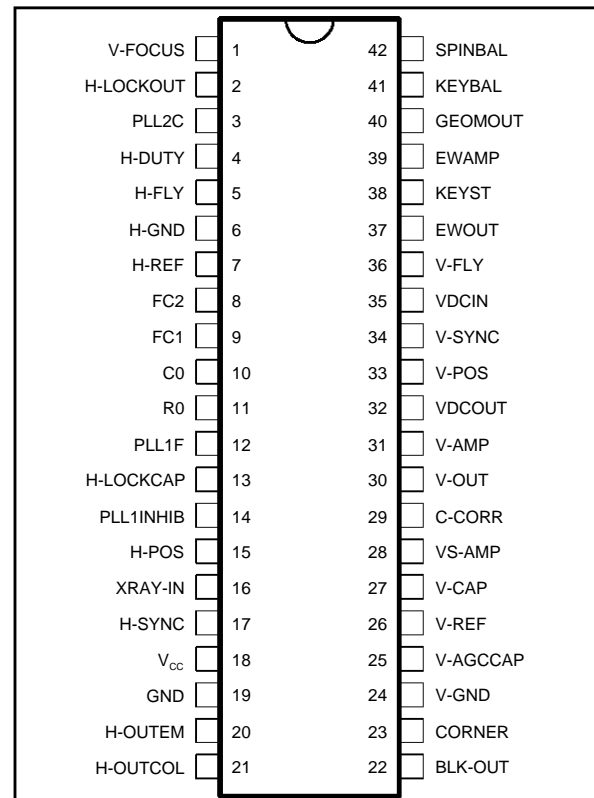 V-FOCUS 1 42 SPINBAL
H-LOCKOUT 2 41 KEYBAL
PLL2C 3 40 GEOMOUT
H-DUTY 4 39 EWAMP
H-FLY 5 38 KEYST
H-GND 6 37 EWOUT
H-REF 7 36 V-FLY
FC2 8 35 VDCIN
FC1 9 34 V-SYNC
C0 10 33 V-POS
R0 11 32 VDCOUT
PLL1F 12 31 V-AMP
H-LOCKCAP 13 30 V-OUT
PLL1INHIB 14 29 C-CORR
H-POS 15 28 VS-AMP
XRAY-IN 16 27 V-CAP
H-SYNC 17 26 V-REF
VCC 18 25 V-AGCCAP
GND 19 24 V-GND
H-OUTEM 20 23 CORNER
H-OUTCOL 21 22 BLK-OUT